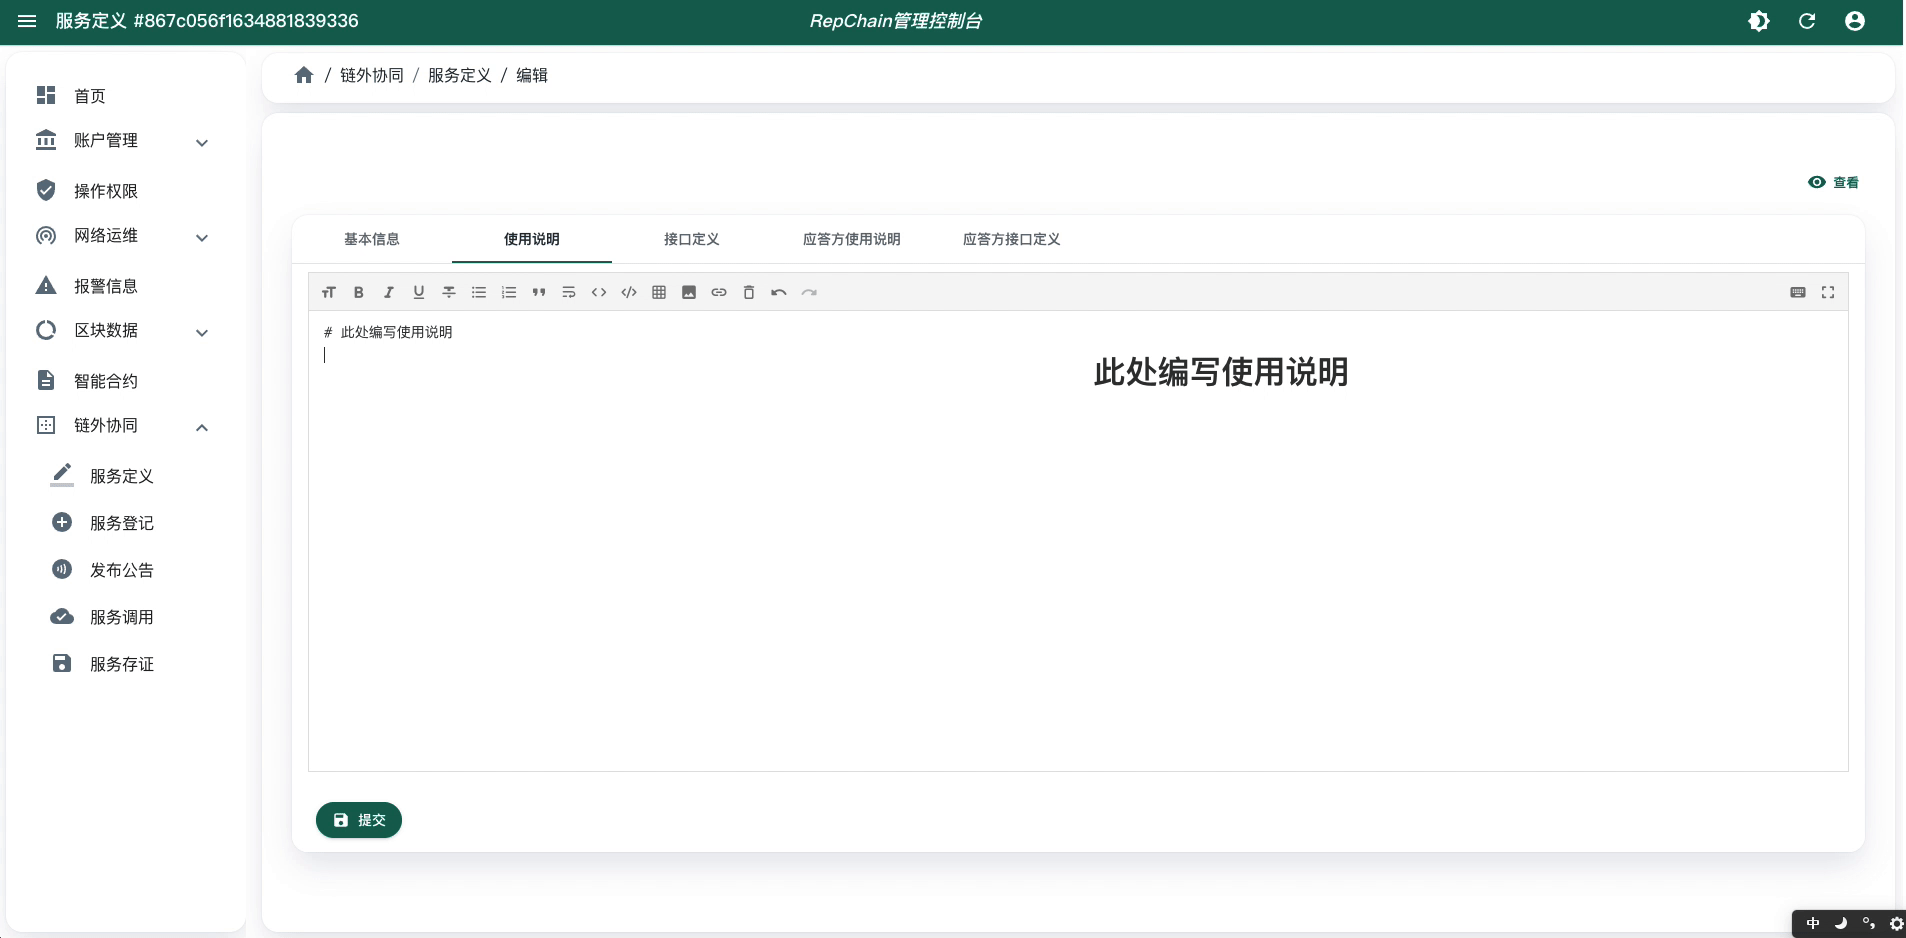 服务定义 #867c056f1634881839336
RepChain管理控制台
首页
账户管理
操作权限
网络运维
报警信息
区块数据
智能合约
链外协同
服务定义
服务登记
发布公告
服务调用
服务存证
/ 链外协同 / 服务定义 / 编辑
查看
基本信息 使用说明 接口定义 应答方使用说明 应答方接口定义
# 此处编写使用说明
此处编写使用说明
提交
中